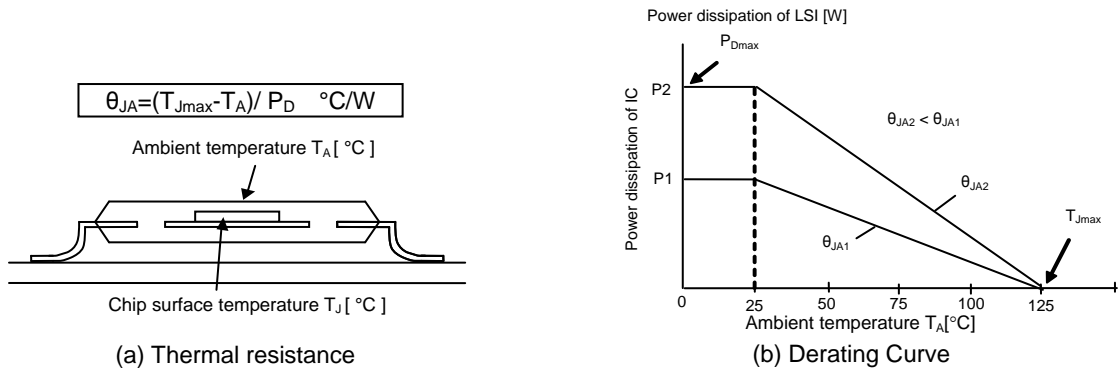 θJA=(TJmax-TA)/ PD °C/W
Ambient temperature TA [ °C ]
Chip surface temperature TJ [ °C ]
(a) Thermal resistance
Power dissipation of LSI [W]
PDmax
P2
θJA2 < θJA1
P1
θJA2
TJmax
θJA1
Power dissipation of IC
0 25 50 75 100 125
Ambient temperature TA[°C]
(b) Derating Curve